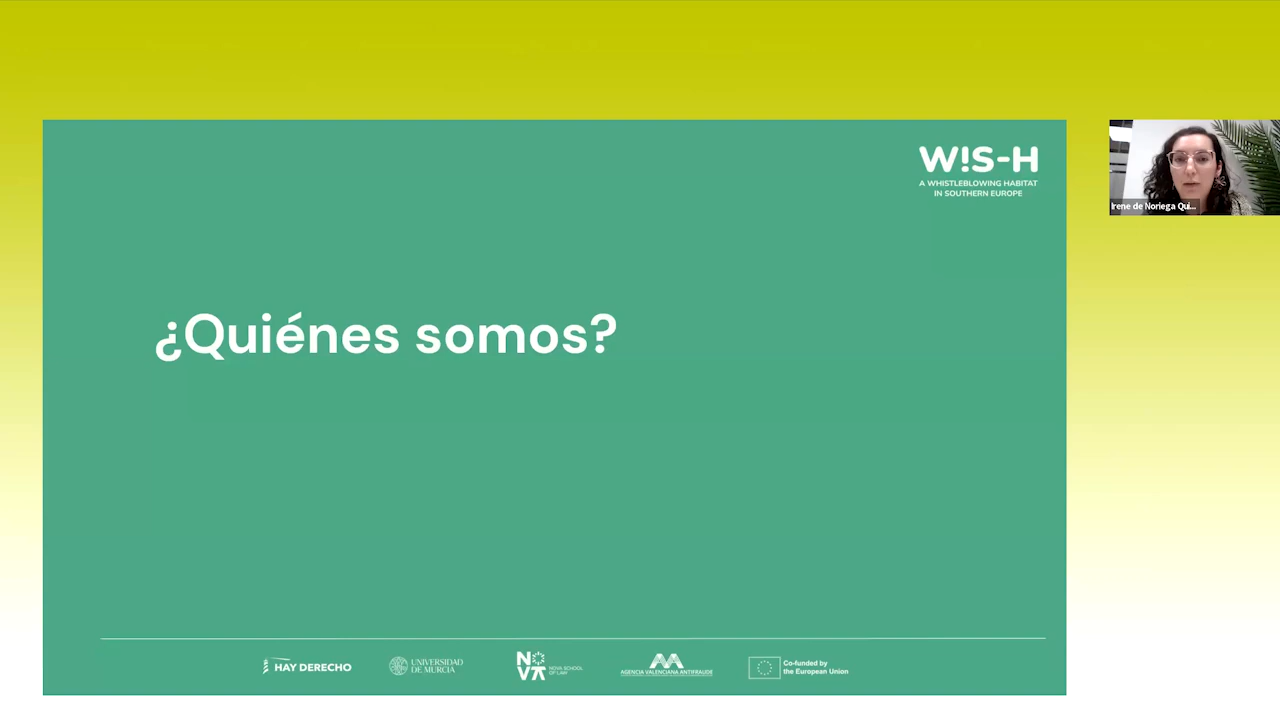 W!S-H
A WHISTLEBLOWING HABITAT
IN SOUTHERN EUROPE
Irene de Noriega Qui...
¿Quiénes somos?
HAY DERECHO
UNIVERSIDAD
DE MURCIA
NOVA
NOVA SCHOOL
OF LAW
AGENCIA VALENCIANA ANTIFRAUDE
Co-funded by
the European Union